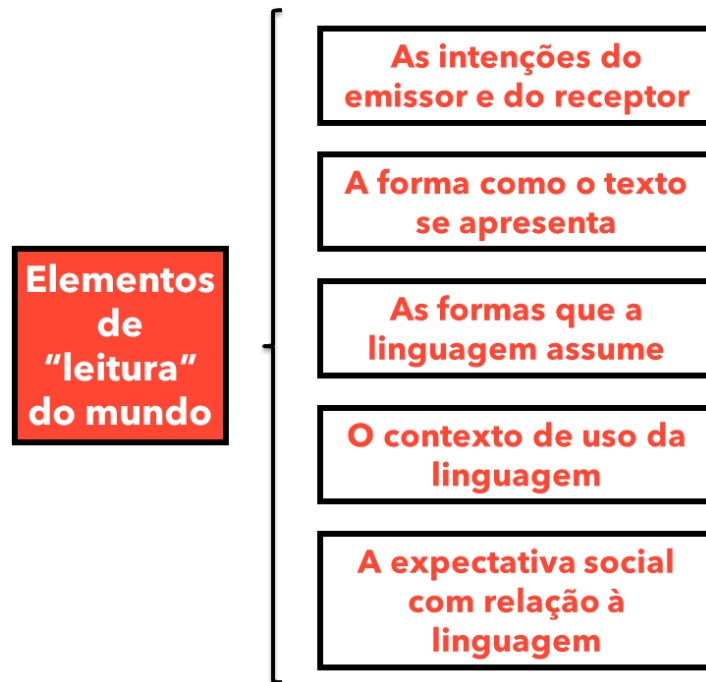 Elementos
de
“leitura”
do mundo
As intenções do
emissor e do receptor
A forma como o texto
se apresenta
As formas que a
linguagem assume
O contexto de uso da
linguagem
A expectativa social
com relação à
linguagem